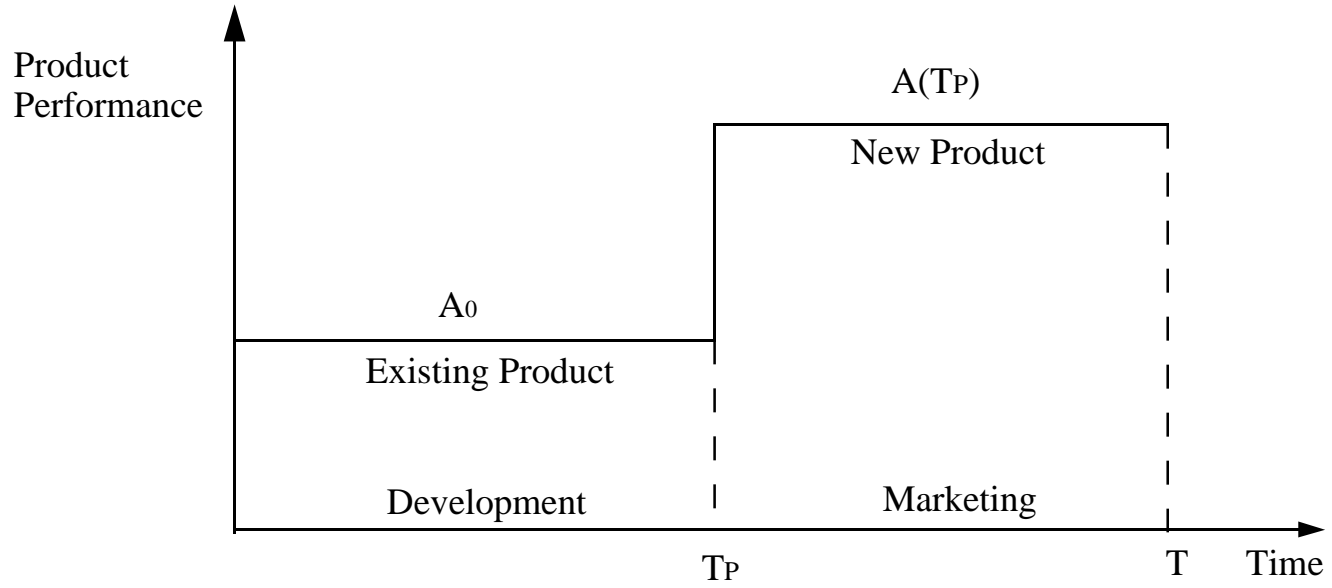 Product
Performance
A(TP)
New Product
A0
Existing Product
Development
Marketing
TP
T
Time